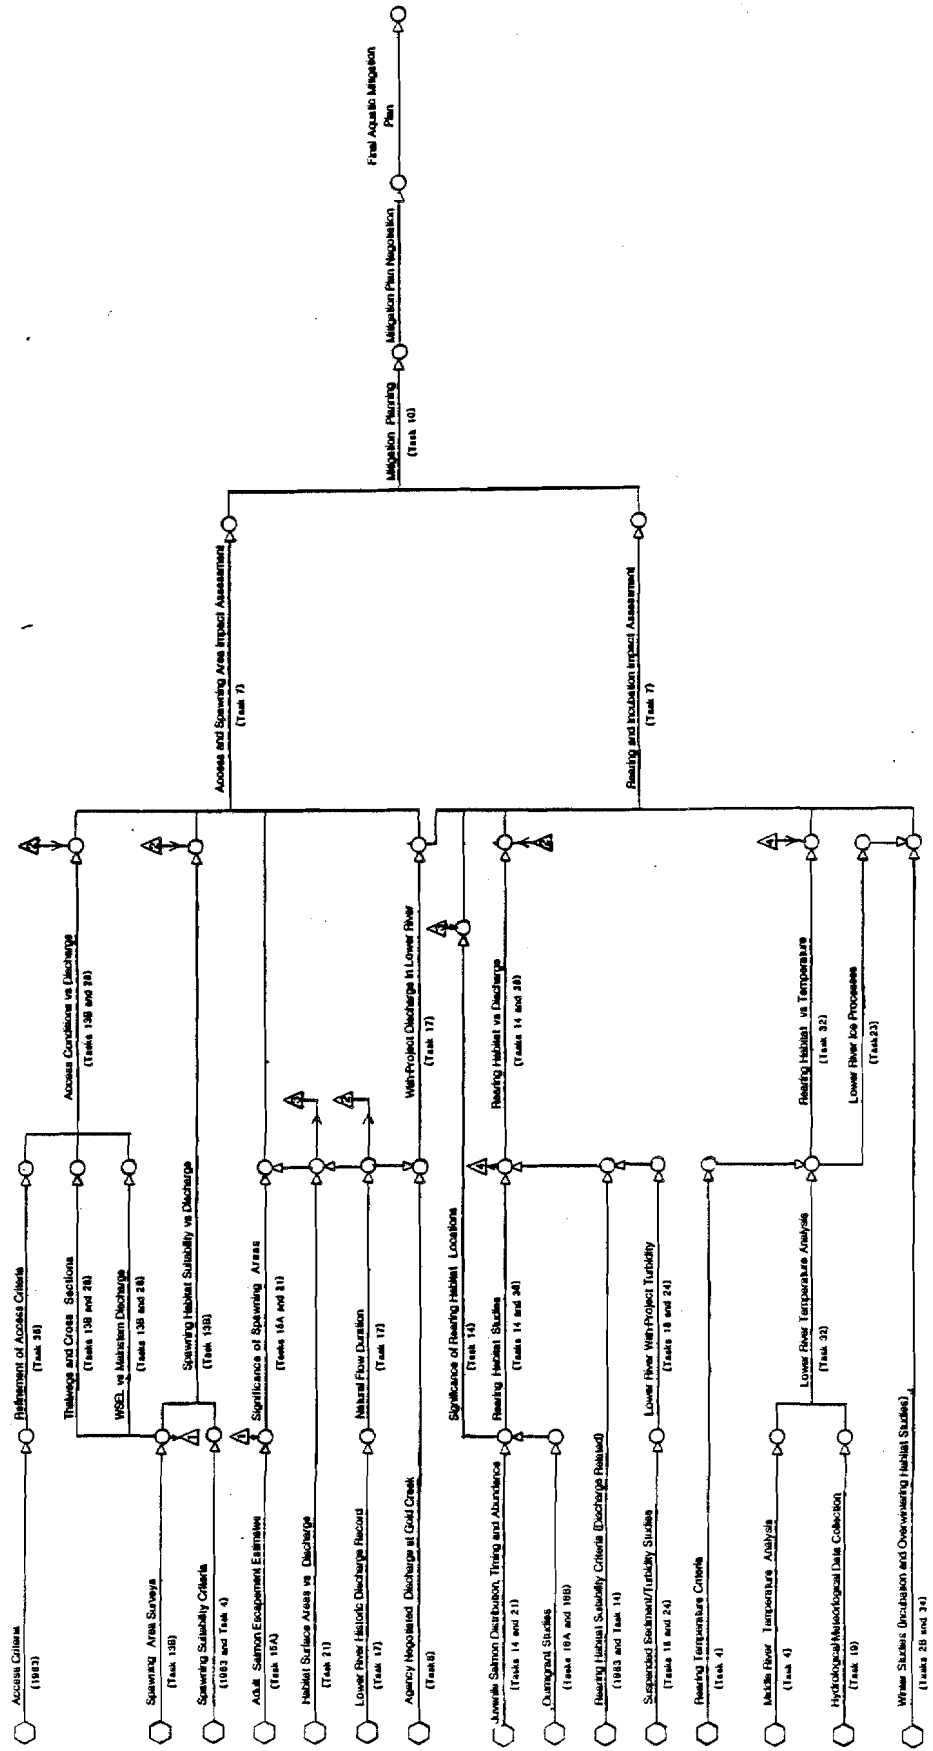 Access Criteria
(1983)
Refinement of Access Criteria
(Task 36)
Access Conditions vs Discharge
(Tasks 13B and 28)
Thalwegs and Cross Sections
(Tasks 13B and 28)
WSEL vs Mainstem Discharge
(Tasks 13B and 28)
Spawning Area Surveys
(Task 13B)
Spawning Suitability Criteria
(1983 and Task 4)
Spawning Habitat Suitability vs Discharge
(Task 13B)
Adult Salmon Escapement Estimates
(Task 16A)
Significance of Spawning Areas
(Tasks 16A and 21)
Habitat Surface Areas vs Discharge
(Task 21)
Lower River Historic Discharge Record
(Task 17)
Natural Flow Duration
(Task 17)
Agency Negotiated Discharge at Gold Creek
With-Project Discharge in Lower River
(Task 17)
Access and Spawning Area Impact Assessment
(Task 7)
Juvenile Salmon Distribution, Timing and Abundance
(Tasks 14 and 21)
Outmigrant Studies
(Tasks 16A and 16B)
Significance of Rearing Habitat Locations
(Task 14)
Rearing Habitat Studies
(Tasks 14 and 36)
Rearing Habitat vs Discharge
(Tasks 14 and 36)
Rearing Habitat Suitability Criteria (Discharge Related)
(1983 and Task 14)
Suspended Sediment/Turbidity Studies
(Tasks 18 and 24)
Lower River With-Project Turbidity
(Tasks 18 and 24)
Rearing Temperature Criteria
(Task 4)
Middle River Temperature Analysis
(Task 4)
Hydrological/Meteorological Data Collection
(Task 19)
Lower River Temperature Analysis
(Task 32)
Rearing Habitat vs Temperature
(Task 32)
Lower River Ice Processes
(Task23)
Winter Studies (Incubation and Overwintering Habitat Studies)
(Tasks 2B and 34)
Rearing and Incubation Impact Assessment
(Task 7)
Mitigation Planning
(Task 10)
Mitigation Plan Negotiation
Final Aquatic Mitigation
Plan